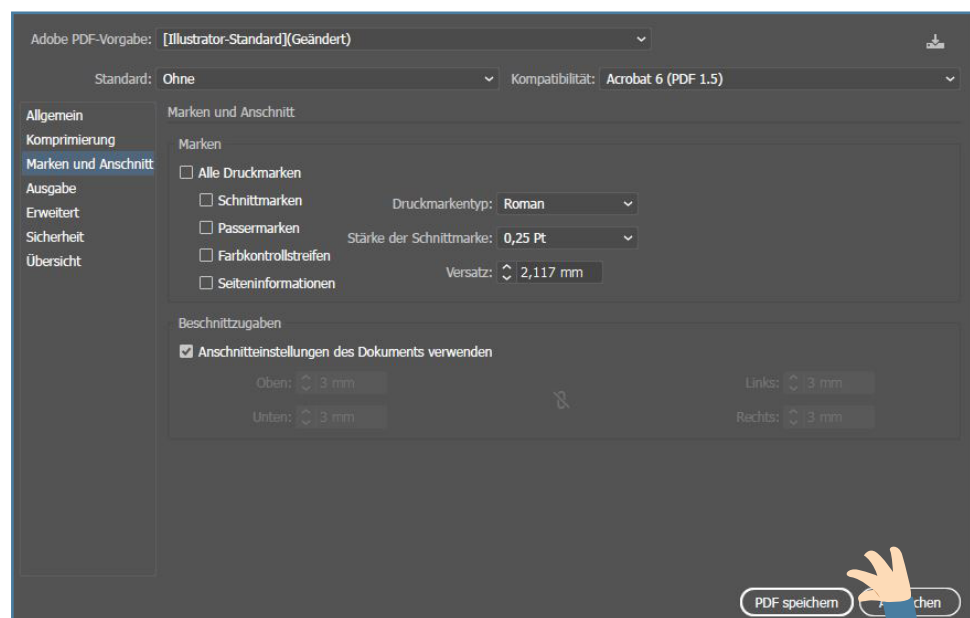 Adobe PDF-Vorgabe: [Illustrator-Standard](Geändert)
Standard: Ohne Kompatibilität: Acrobat 6 (PDF 1.5)
Allgemein
Komprimierung
Marken und Anschnitt
Ausgabe
Erweitert
Sicherheit
Übersicht
Marken und Anschnitt
Marken
Alle Druckmarken
Schnittmarken
Passermarken
Farbkontrollstreifen
Seiteninformationen
Druckmarkentyp: Roman
Stärke der Schnittmarke: 0,25 Pt
Versatz: 2,117 mm
Beschnittzugaben
Anschnitteinstellungen des Dokuments verwenden
Oben: 3 mm Links: 3 mm
Unten: 3 mm Rechts: 3 mm
PDF speichern